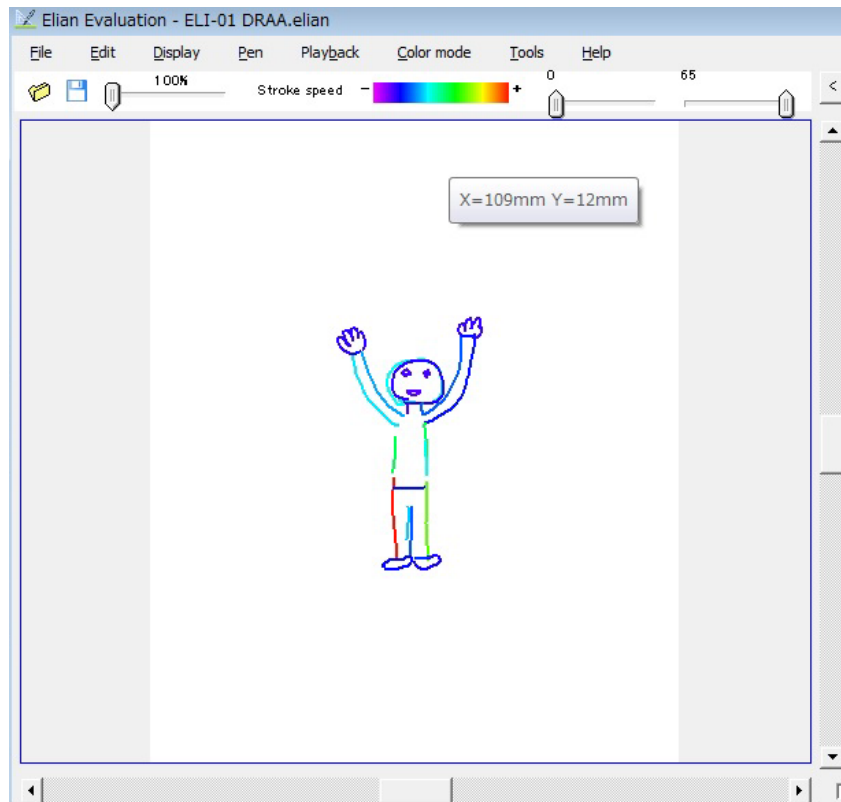 Elian Evaluation - ELI-01 DRAA.elian
File Edit Display Pen Playback Color mode Tools Help
100% Stroke speed - + 0 65 <
X=109mm Y=12mm